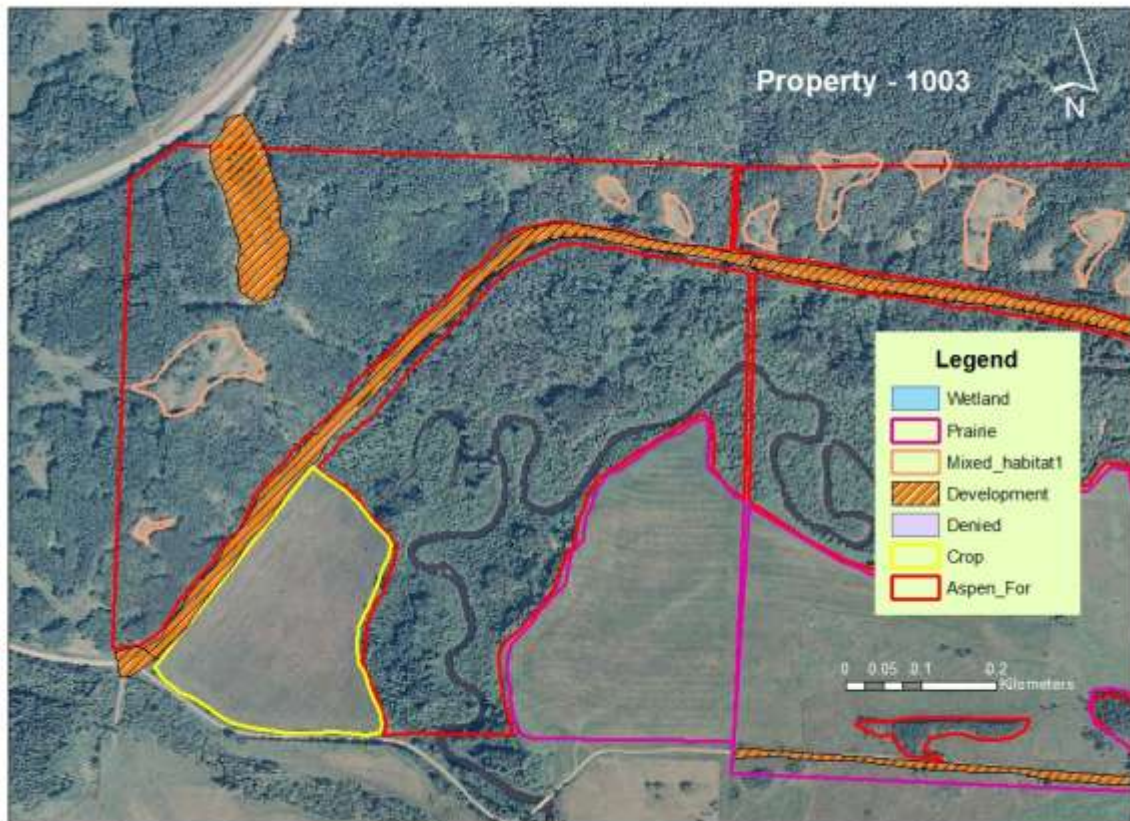 Property - 1003
N
Legend
Wetland
Prairie
Mixed_habitat1
Development
Denied
Crop
Aspen_For
0 0.05 0.1 0.2
Kilometers